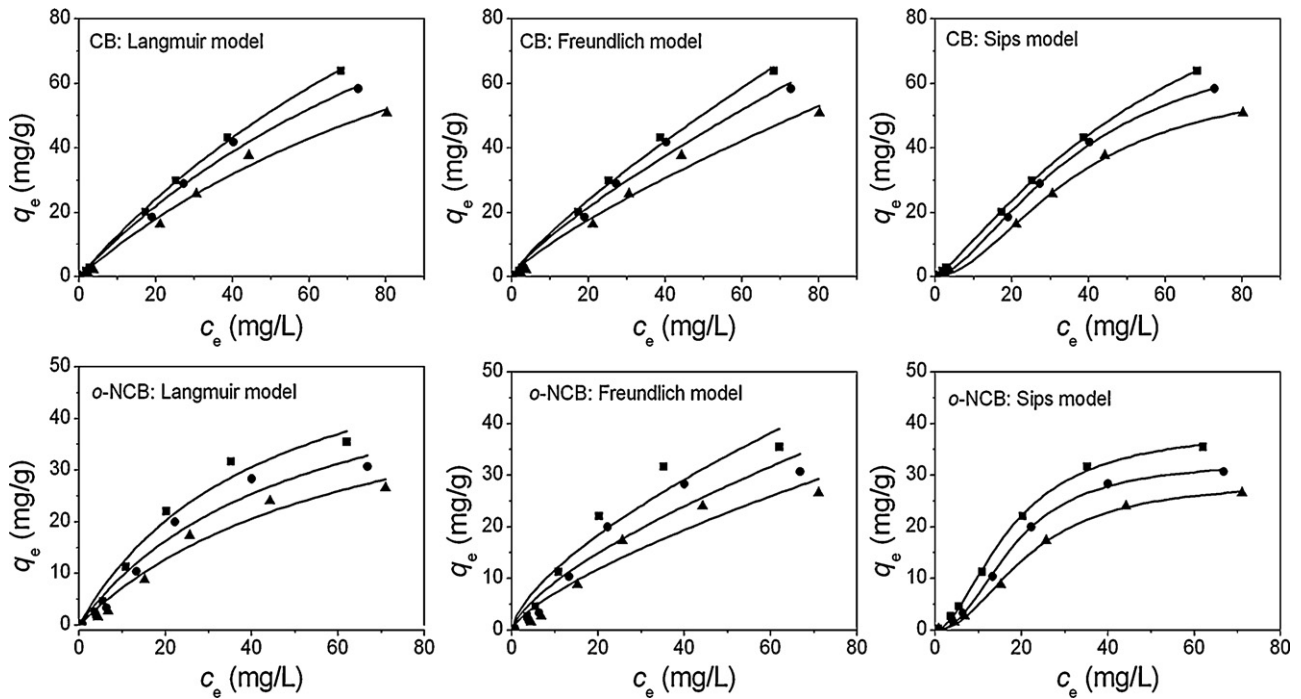 80
60
40
20
0
0 20 40 60 80
qe (mg/g)
ce (mg/L)
CB: Langmuir model
80
60
40
20
0
0 20 40 60 80 100
qe (mg/g)
ce (mg/L)
CB: Freundlich model
80
60
40
20
0
0 20 40 60 80 100
qe (mg/g)
ce (mg/L)
CB: Sips model
50
40
30
20
10
0
0 20 40 60 80
qe (mg/g)
ce (mg/L)
o-NCB: Langmuir model
50
40
30
20
10
0
0 20 40 60 80
qe (mg/g)
ce (mg/L)
o-NCB: Freundlich model
50
40
30
20
10
0
0 20 40 60 80
qe (mg/g)
ce (mg/L)
o-NCB: Sips model